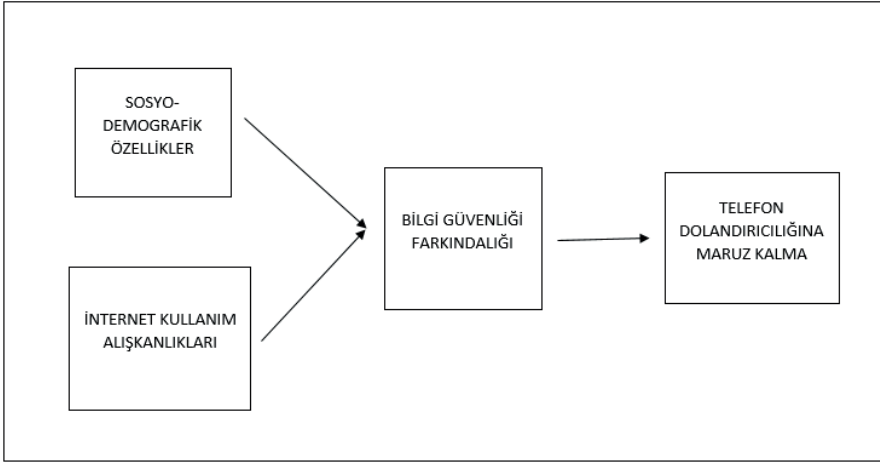 SOSYO-
DEMOGRAFİK
ÖZELLİKLER
İNTERNET KULLANIM
ALIŞKANLIKLARI
BİLGİ GÜVENLİĞİ
FARKINDALIĞI
TELEFON
DOLANDIRICILIĞINA
MARUZ KALMA